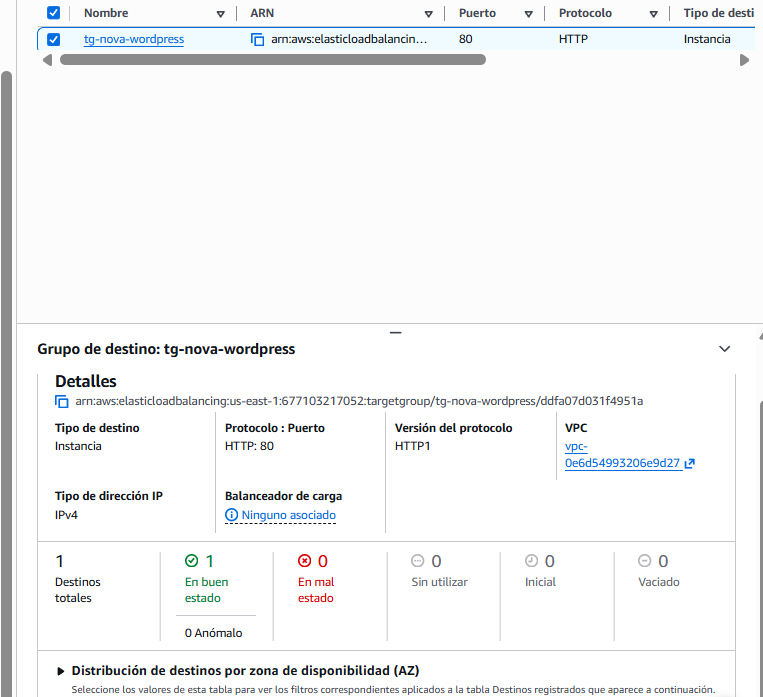 Nombre ARN Puerto Protocolo Tipo de desti
tg-nova-wordpress arn:aws:elasticloadbalancin... 80 HTTP Instancia
Grupo de destino: tg-nova-wordpress
Detalles
arn:aws:elasticloadbalancing:us-east-1:677103217052:targetgroup/tg-nova-wordpress/ddfa07d031f4951a
Tipo de destino
Instancia
Protocolo : Puerto
HTTP: 80
Versión del protocolo
HTTP1
VPC
vpc-
0e6d54993206e9d27
Tipo de dirección IP
IPv4
Balanceador de carga
Ninguno asociado
1
Destinos
totales
1
En buen
estado
0 Anómalo
0
En mal
estado
0
Sin utilizar
0
Inicial
0
Vaciado
Distribución de destinos por zona de disponibilidad (AZ)
Seleccione los valores de esta tabla para ver los filtros correspondientes aplicados a la tabla Destinos registrados que aparece a continuación.